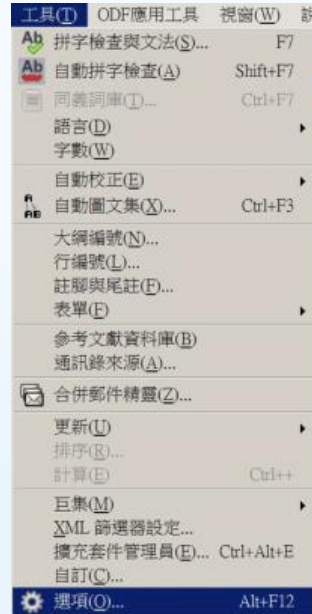 工具(T) ODF應用工具 視窗(W)
拼字檢查與文法(S)... F7
自動拼字檢查(A) Shift+F7
同義詞庫(T)... Ctrl+F7
語言(D)
字數(W)
自動校正(E)
自動圖文集(X)... Ctrl+F3
大綱編號(N)...
行編號(L)...
註腳與尾註(F)...
表單(F)
參考文獻資料庫(B)
通訊錄來源(A)...
合併郵件精靈(Z)...
更新(U)
排序(R)...
計算(E) Ctrl++
巨集(M)
XML 篩選器設定...
擴充套件管理員(E)... Ctrl+Alt+E
自訂(C)...
選項(O)... Alt+F12